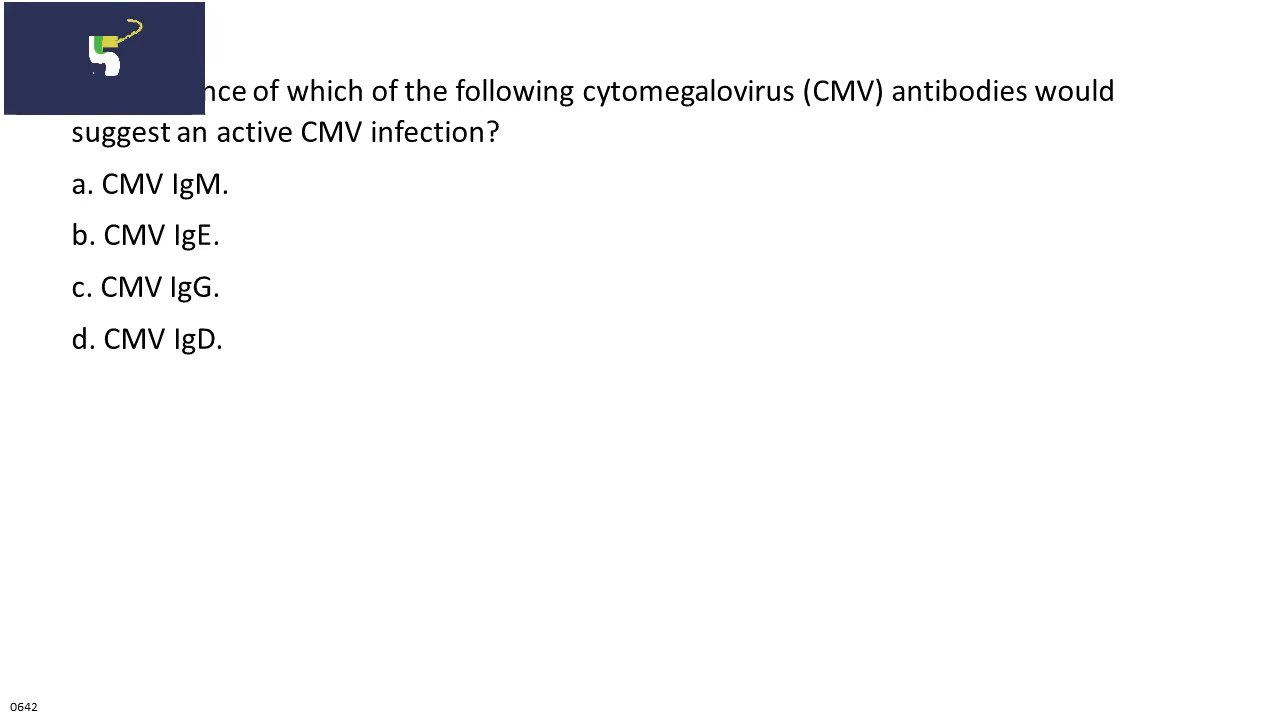 of which of the following cytomegalovirus (CMV) antibodies would
suggest an active CMV infection?
a. CMV IgM.
b. CMV IgE.
c. CMV IgG.
d. CMV IgD.
0642